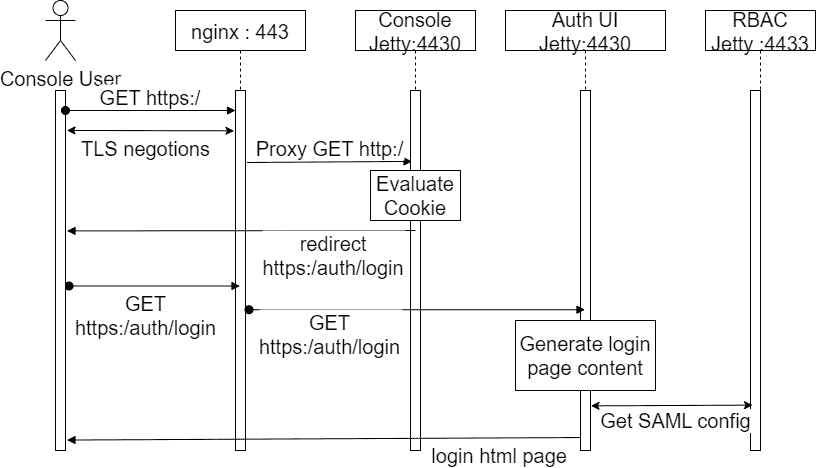 Console User
nginx : 443
Console
Jetty:4430
Auth UI
Jetty:4430
RBAC
Jetty :4433
GET https:/
TLS negotions
Proxy GET http:/
Evaluate
Cookie
redirect
https:/auth/login
GET
https:/auth/login
GET
https:/auth/login
Generate login
page content
Get SAML config
login html page